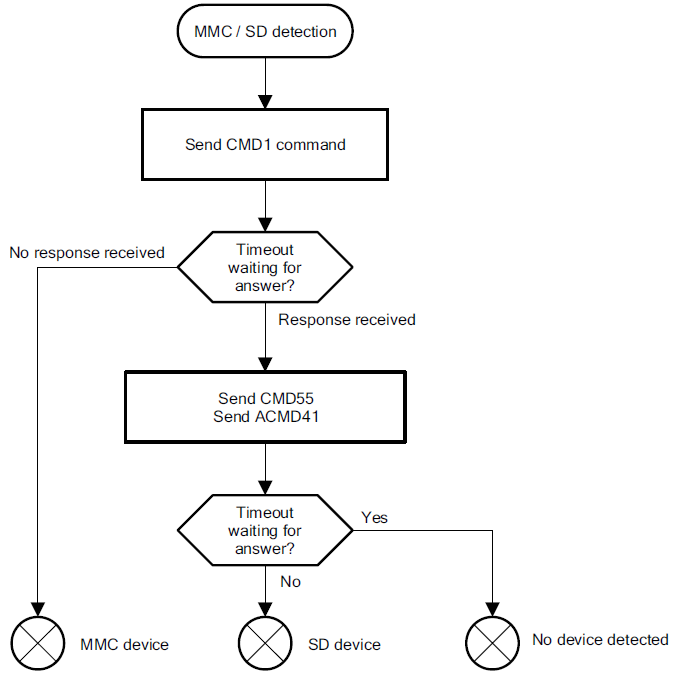 MMC / SD detection
Send CMD1 command
No response received
Timeout
waiting for
answer?
Response received
Send CMD55
Send ACMD41
Timeout
waiting for
answer?
Yes
No
MMC device
SD device
No device detected